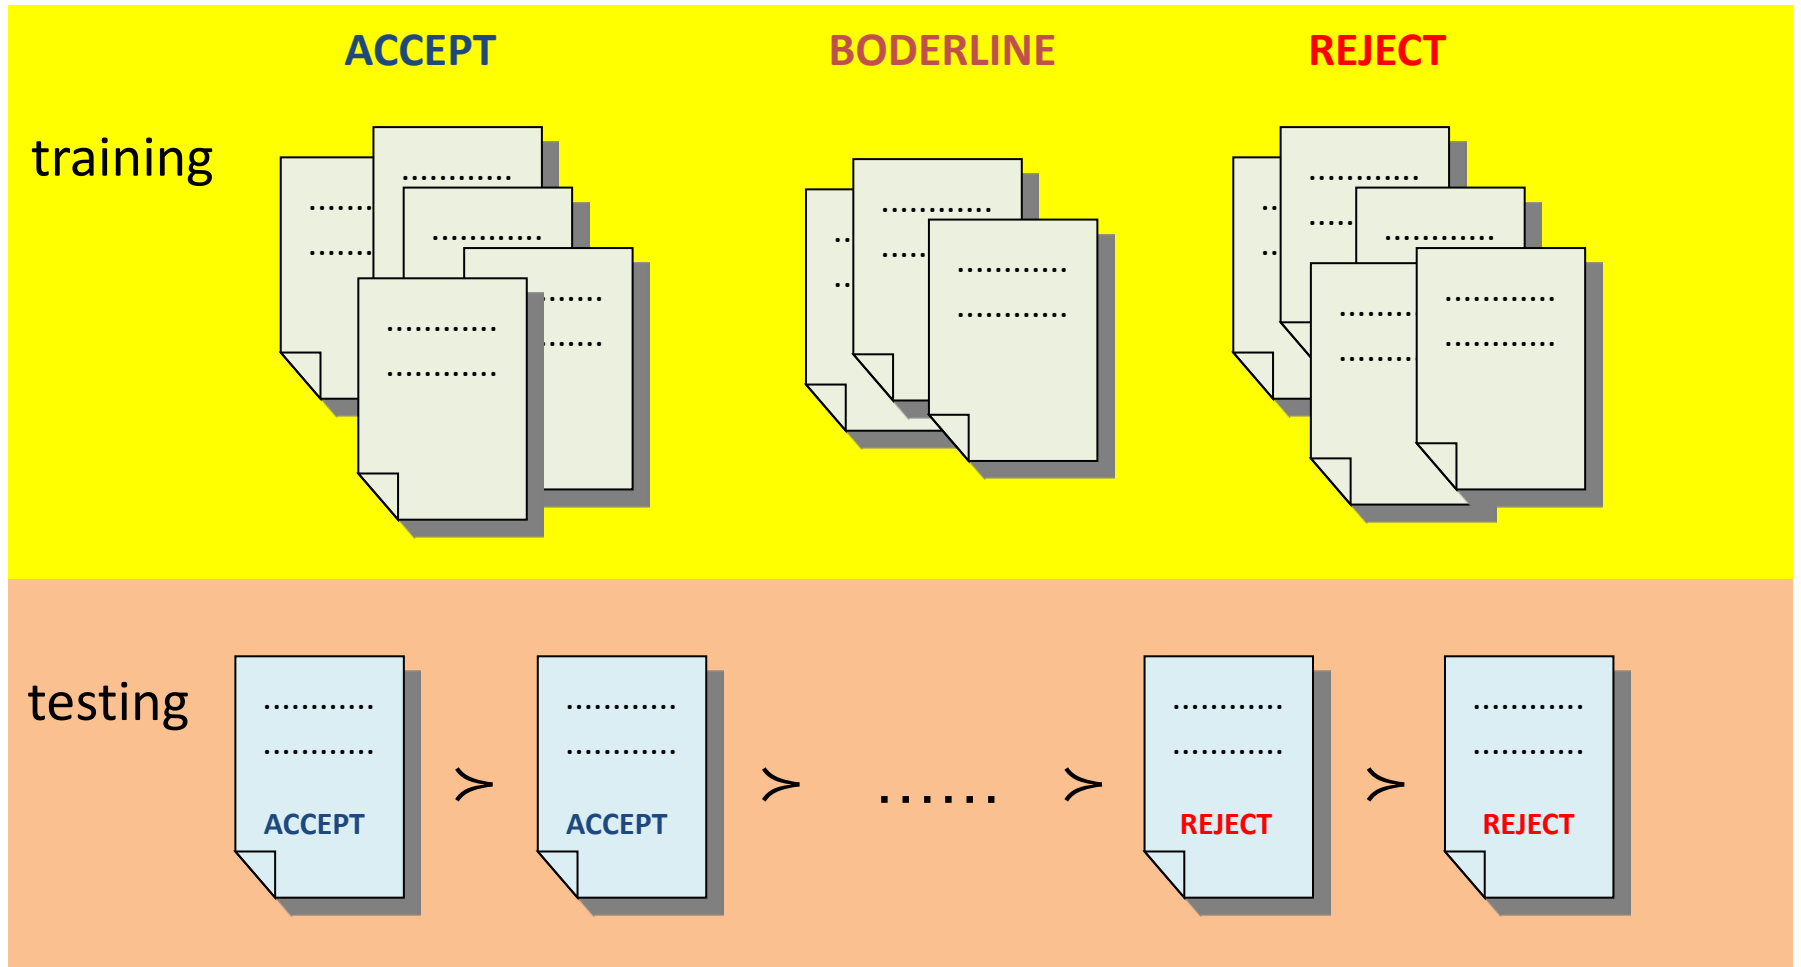 ACCEPT BODERLINE REJECT
training
testing
≻ ≻ ...... ≻ ≻
ACCEPT ACCEPT REJECT REJECT